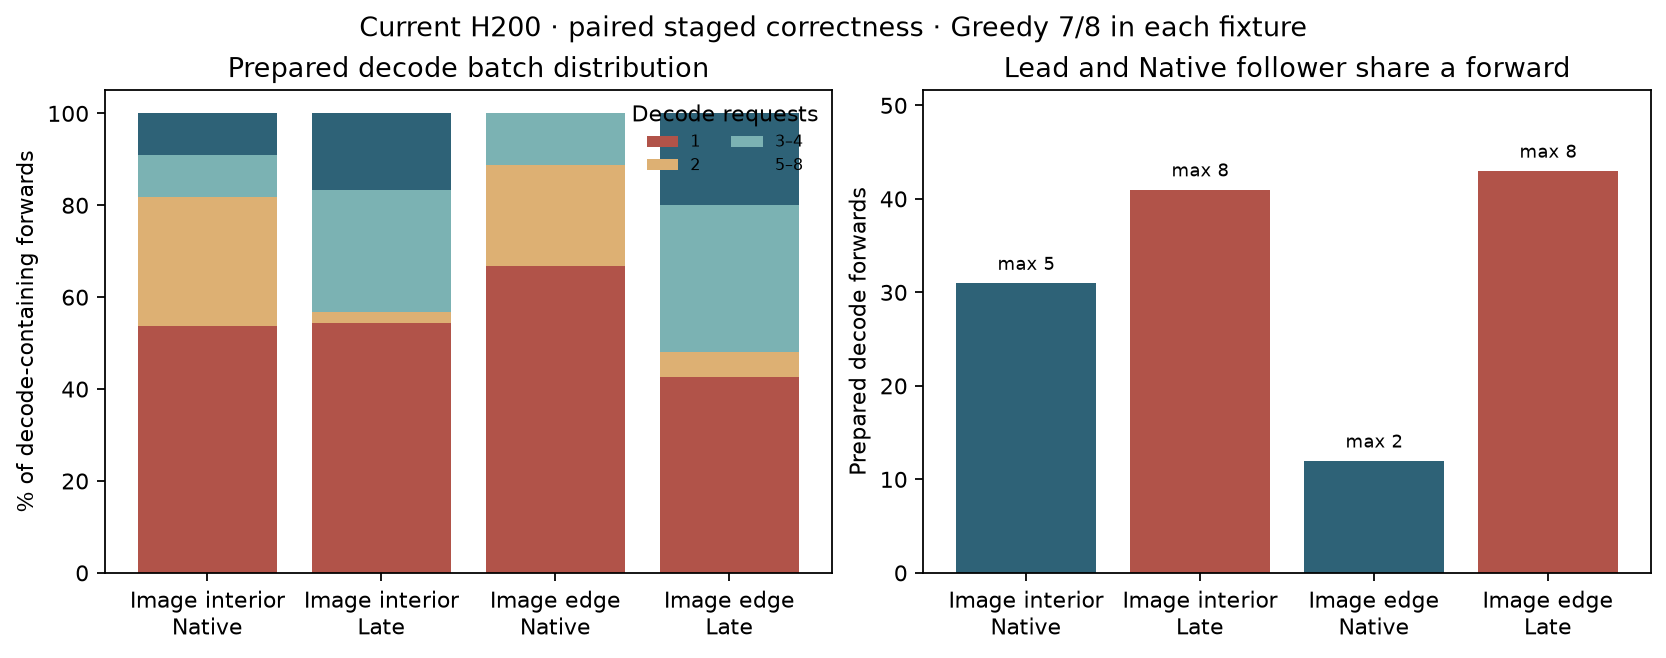 Current H200 · paired staged correctness · Greedy 7/8 in each fixture
Prepared decode batch distribution
% of decode-containing forwards
100
80
60
40
20
0
Decode requests
1
2
3–4
5–8
Image interior
Native
Image interior
Late
Image edge
Native
Image edge
Late
Lead and Native follower share a forward
Prepared decode forwards
50
40
30
20
10
0
max 5
max 8
max 2
max 8
Image interior
Native
Image interior
Late
Image edge
Native
Image edge
Late